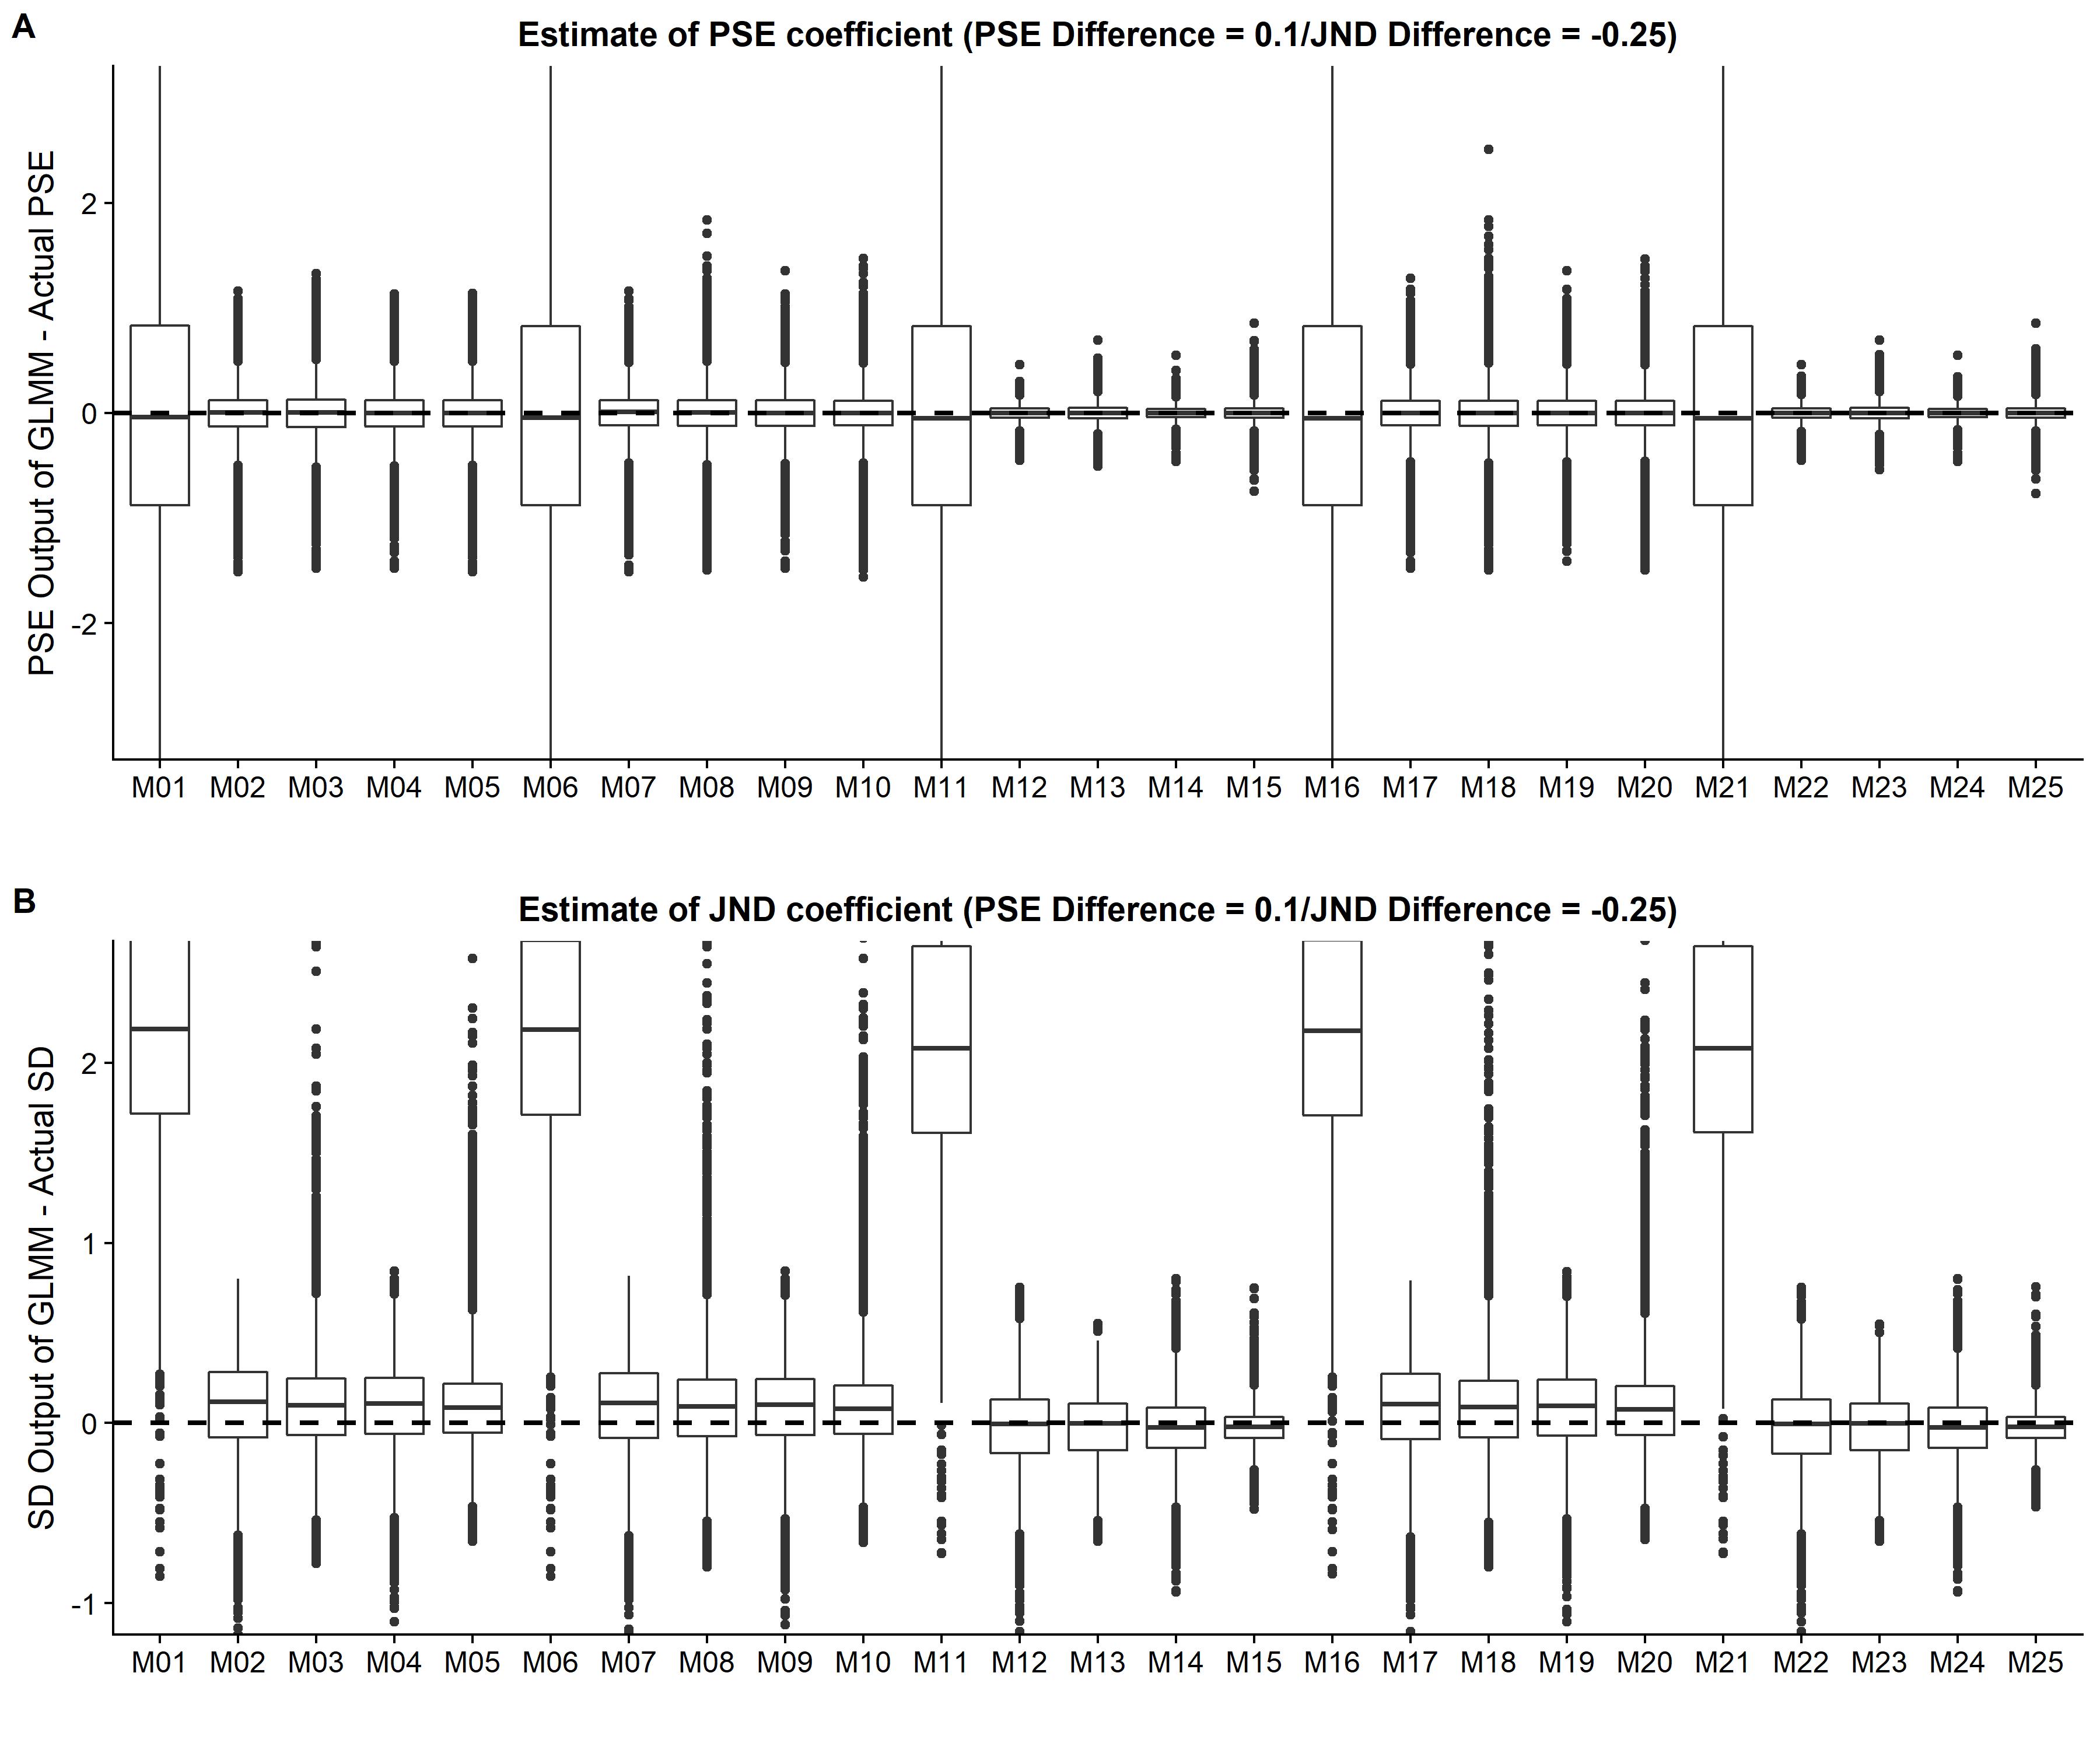 A
Estimate of PSE coefficient (PSE Difference = 0.1/JND Difference = -0.25)
PSE Output of GLMM - Actual PSE
2
0
-2
M01 M02 M03 M04 M05 M06 M07 M08 M09 M10 M11 M12 M13 M14 M15 M16 M17 M18 M19 M20 M21 M22 M23 M24 M25
B
Estimate of JND coefficient (PSE Difference = 0.1/JND Difference = -0.25)
SD Output of GLMM - Actual SD
2
1
0
-1
M01 M02 M03 M04 M05 M06 M07 M08 M09 M10 M11 M12 M13 M14 M15 M16 M17 M18 M19 M20 M21 M22 M23 M24 M25